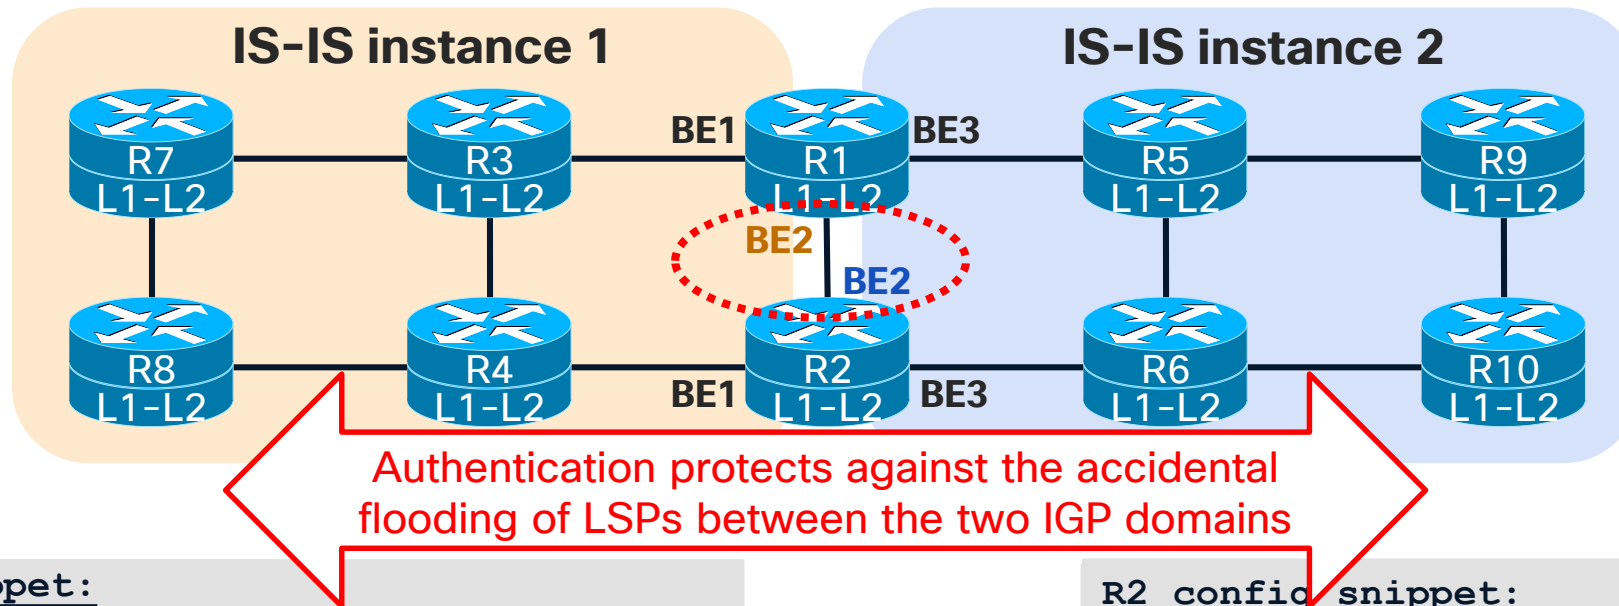 IS-IS instance 1
IS-IS instance 2
R7
L1-L2
R3
L1-L2
BE1
R1
L1-L2
BE3
R5
L1-L2
R9
L1-L2
BE2
BE2
R8
L1-L2
R4
L1-L2
BE1
R2
L1-L2
BE3
R6
L1-L2
R10
L1-L2
Authentication protects against the accidental
flooding of LSPs between the two IGP domains
ppet:
R2 config snippet: